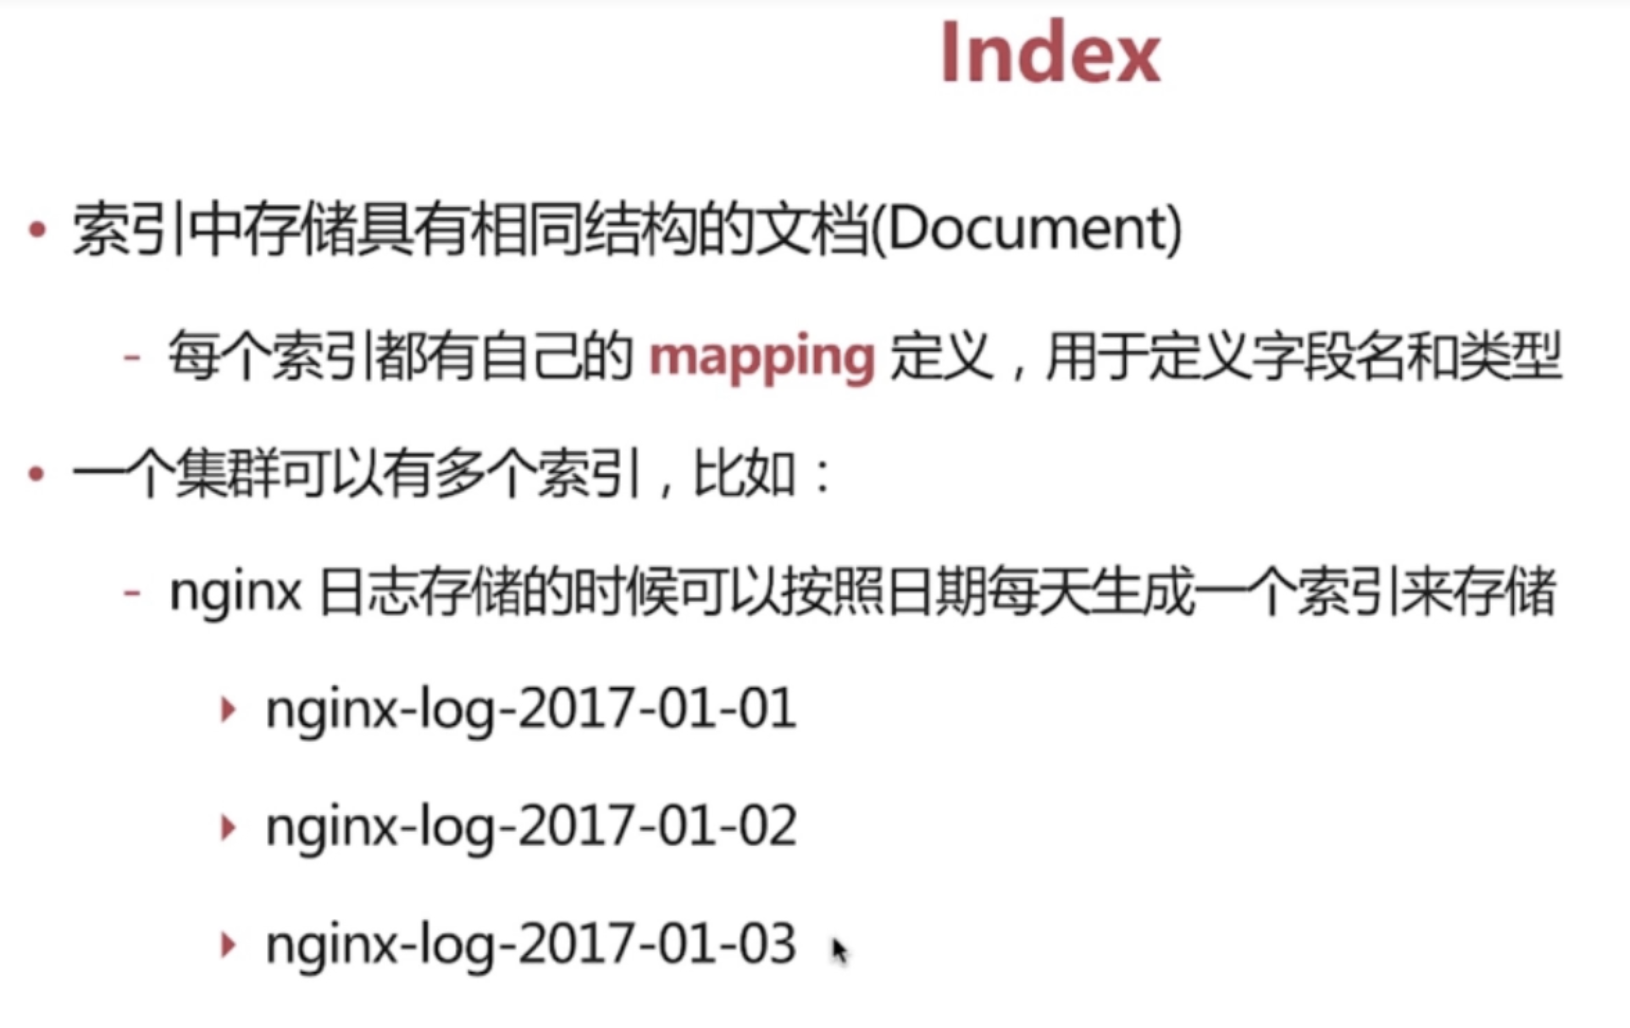 Index
• 索引中存储具有相同结构的文档(Document)
- 每个索引都有自己的 mapping 定义，用于定义字段名和类型
• 一个集群可以有多个索引，比如：
- nginx 日志存储的时候可以按照日期每天生成一个索引来存储
nginx-log-2017-01-01
nginx-log-2017-01-02
nginx-log-2017-01-03